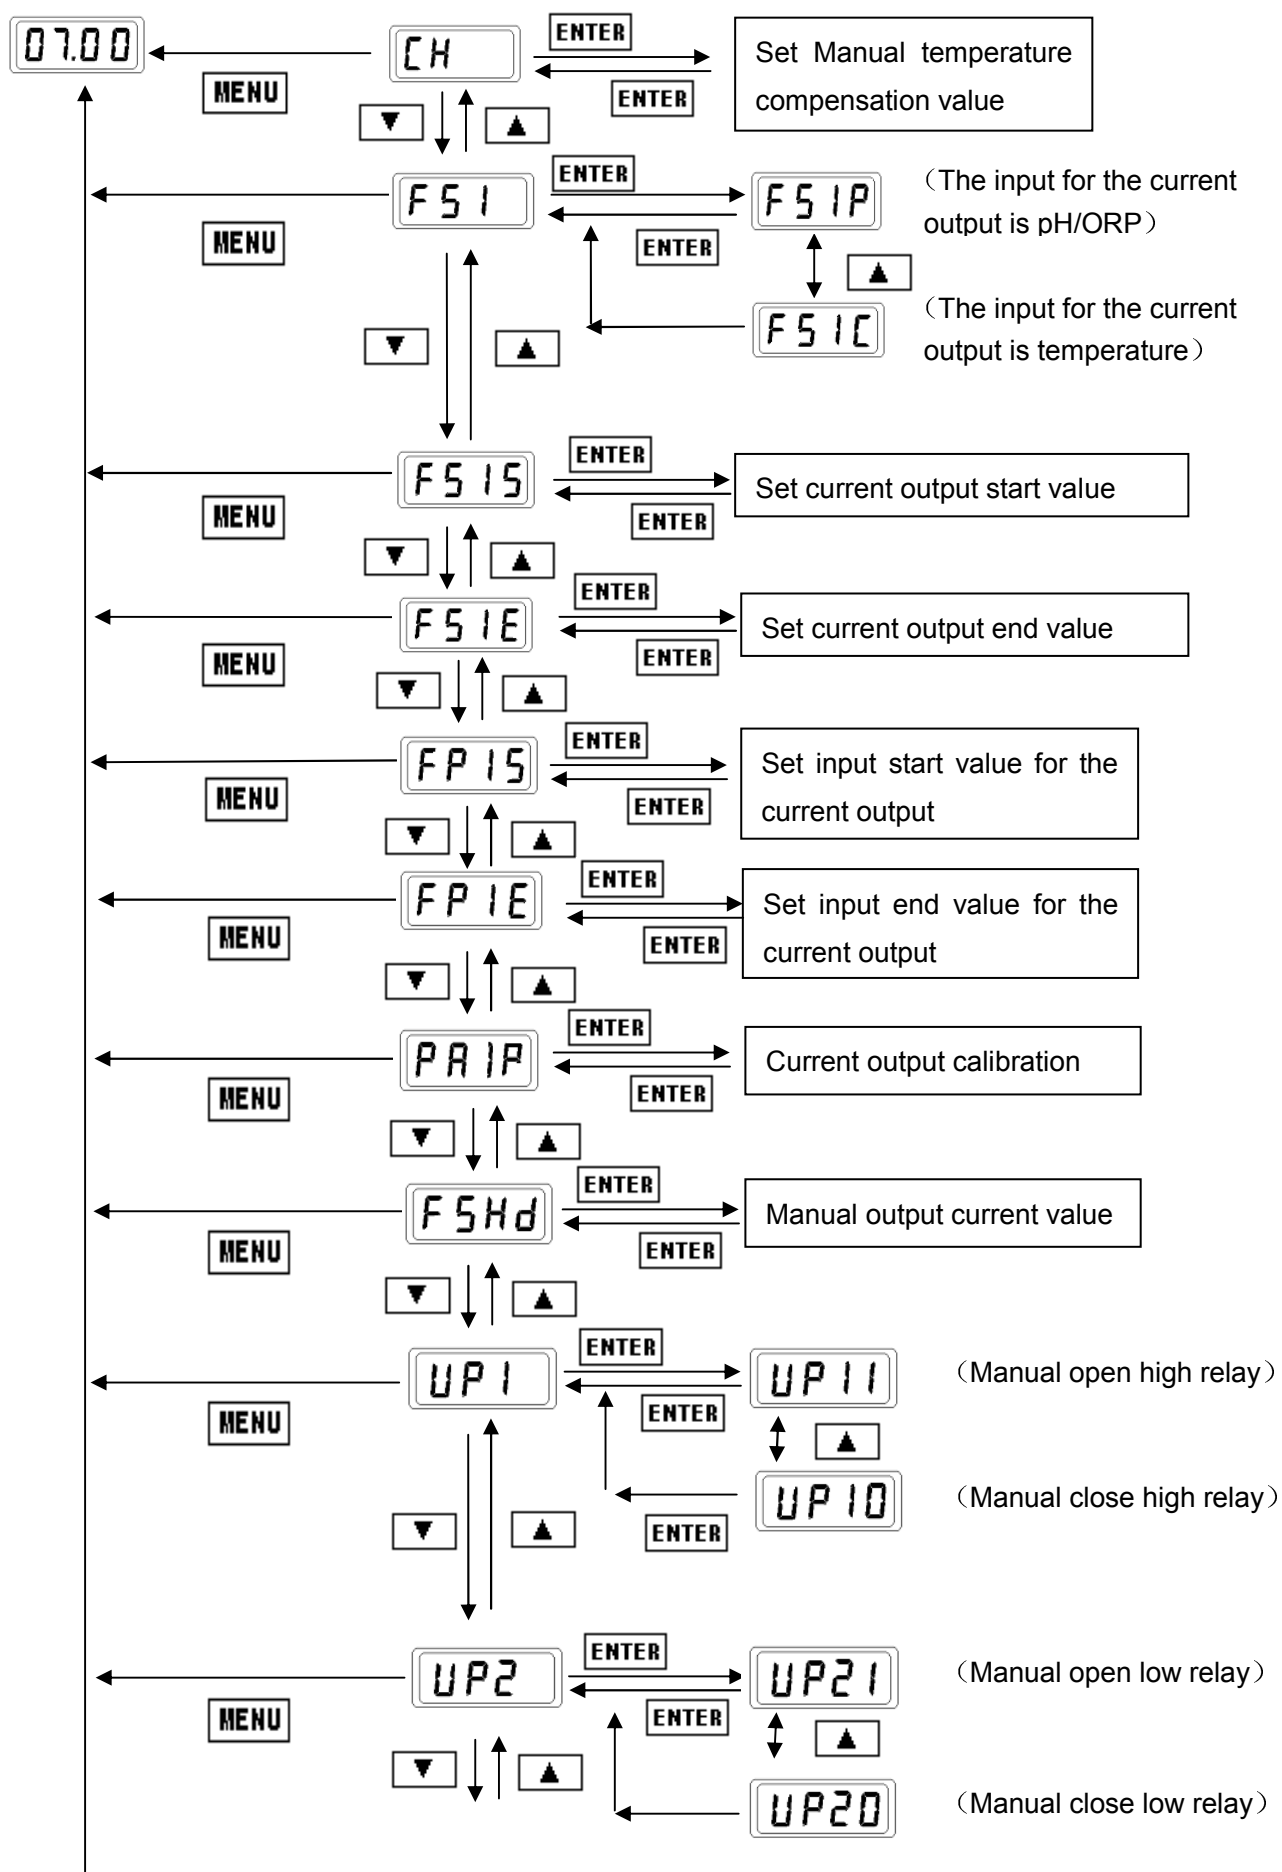 07.00
CH
ENTER
Set Manual temperature
compensation value
MENU
ENTER
▼
▲
FS1
ENTER
FS1P
（The input for the current
output is pH/ORP）
MENU
ENTER
▲
FS1C
（The input for the current
output is temperature）
▼
▲
FS1S
ENTER
Set current output start value
MENU
ENTER
▼
▲
FS1E
ENTER
Set current output end value
MENU
ENTER
▼
▲
FP1S
ENTER
Set input start value for the
current output
MENU
ENTER
▼
▲
FP1E
ENTER
Set input end value for the
current output
MENU
ENTER
▼
▲
PA1P
ENTER
Current output calibration
MENU
ENTER
▼
▲
FSHd
ENTER
Manual output current value
MENU
ENTER
▼
▲
UP1
ENTER
UP11
（Manual open high relay）
MENU
ENTER
▲
UP10
（Manual close high relay）
▼
▲
ENTER
UP2
ENTER
UP21
（Manual open low relay）
MENU
ENTER
▲
▼
▲
UP20
（Manual close low relay）